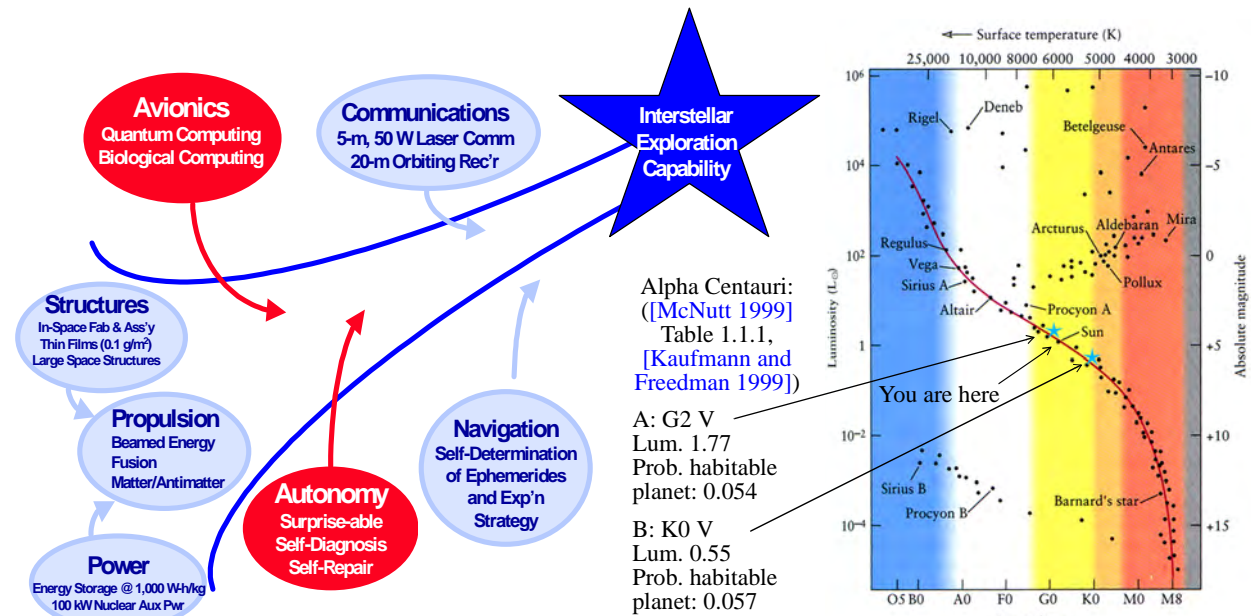 Avionics
Quantum Computing
Biological Computing
Communications
5-m, 50 W Laser Comm
20-m Orbiting Rec'r
Interstellar
Exploration
Capability
Structures
In-Space Fab & Ass'y
Thin Films (0.1 g/m²)
Large Space Structures
Propulsion
Beamed Energy
Fusion
Matter/Antimatter
Power
Energy Storage @ 1,000 W-h/kg
100 kW Nuclear Aux Pwr
Autonomy
Surprise-able
Self-Diagnosis
Self-Repair
Navigation
Self-Determination
of Ephemerides
and Exp'n
Strategy
Alpha Centauri:
([McNutt 1999]
Table 1.1.1,
[Kaufmann and
Freedman 1999])
A: G2 V
Lum. 1.77
Prob. habitable
planet: 0.054
B: K0 V
Lum. 0.55
Prob. habitable
planet: 0.057
Surface temperature (K)
25,000 10,000 8000 6000 5000 4000 3000
Luminosity (L⊙)
10⁶
10⁴
10²
1
10⁻²
10⁻⁴
Absolute magnitude
−10
−5
0
+5
+10
+15
Rigel
Deneb
Betelgeuse
Antares
Arcturus
Aldebaran
Mira
Regulus
Vega
Sirius A
Altair
Pollux
Procyon A
Sun
You are here
Sirius B
Procyon B
Barnard's star
O5 B0 A0 F0 G0 K0 M0 M8